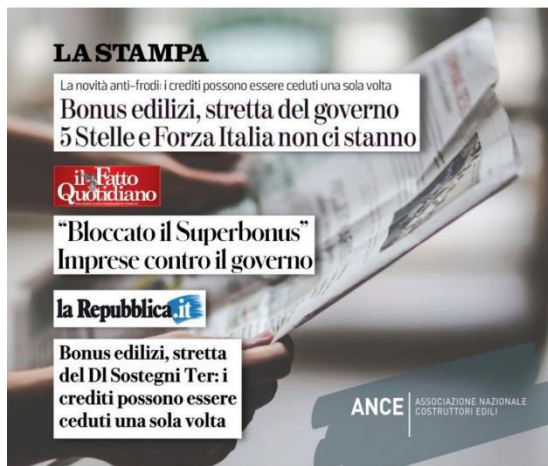 LA STAMPA
La novità anti-frodi: i crediti possono essere ceduti una sola volta
Bonus edilizi, stretta del governo
5 Stelle e Forza Italia non ci stanno
il Fatto
Quotidiano
“Bloccato il Superbonus”
Imprese contro il governo
la Repubblica.it
Bonus edilizi, stretta
del Dl Sostegni Ter: i
crediti possono essere
ceduti una sola volta
ANCE
ASSOCIAZIONE NAZIONALE
COSTRUTTORI EDILI